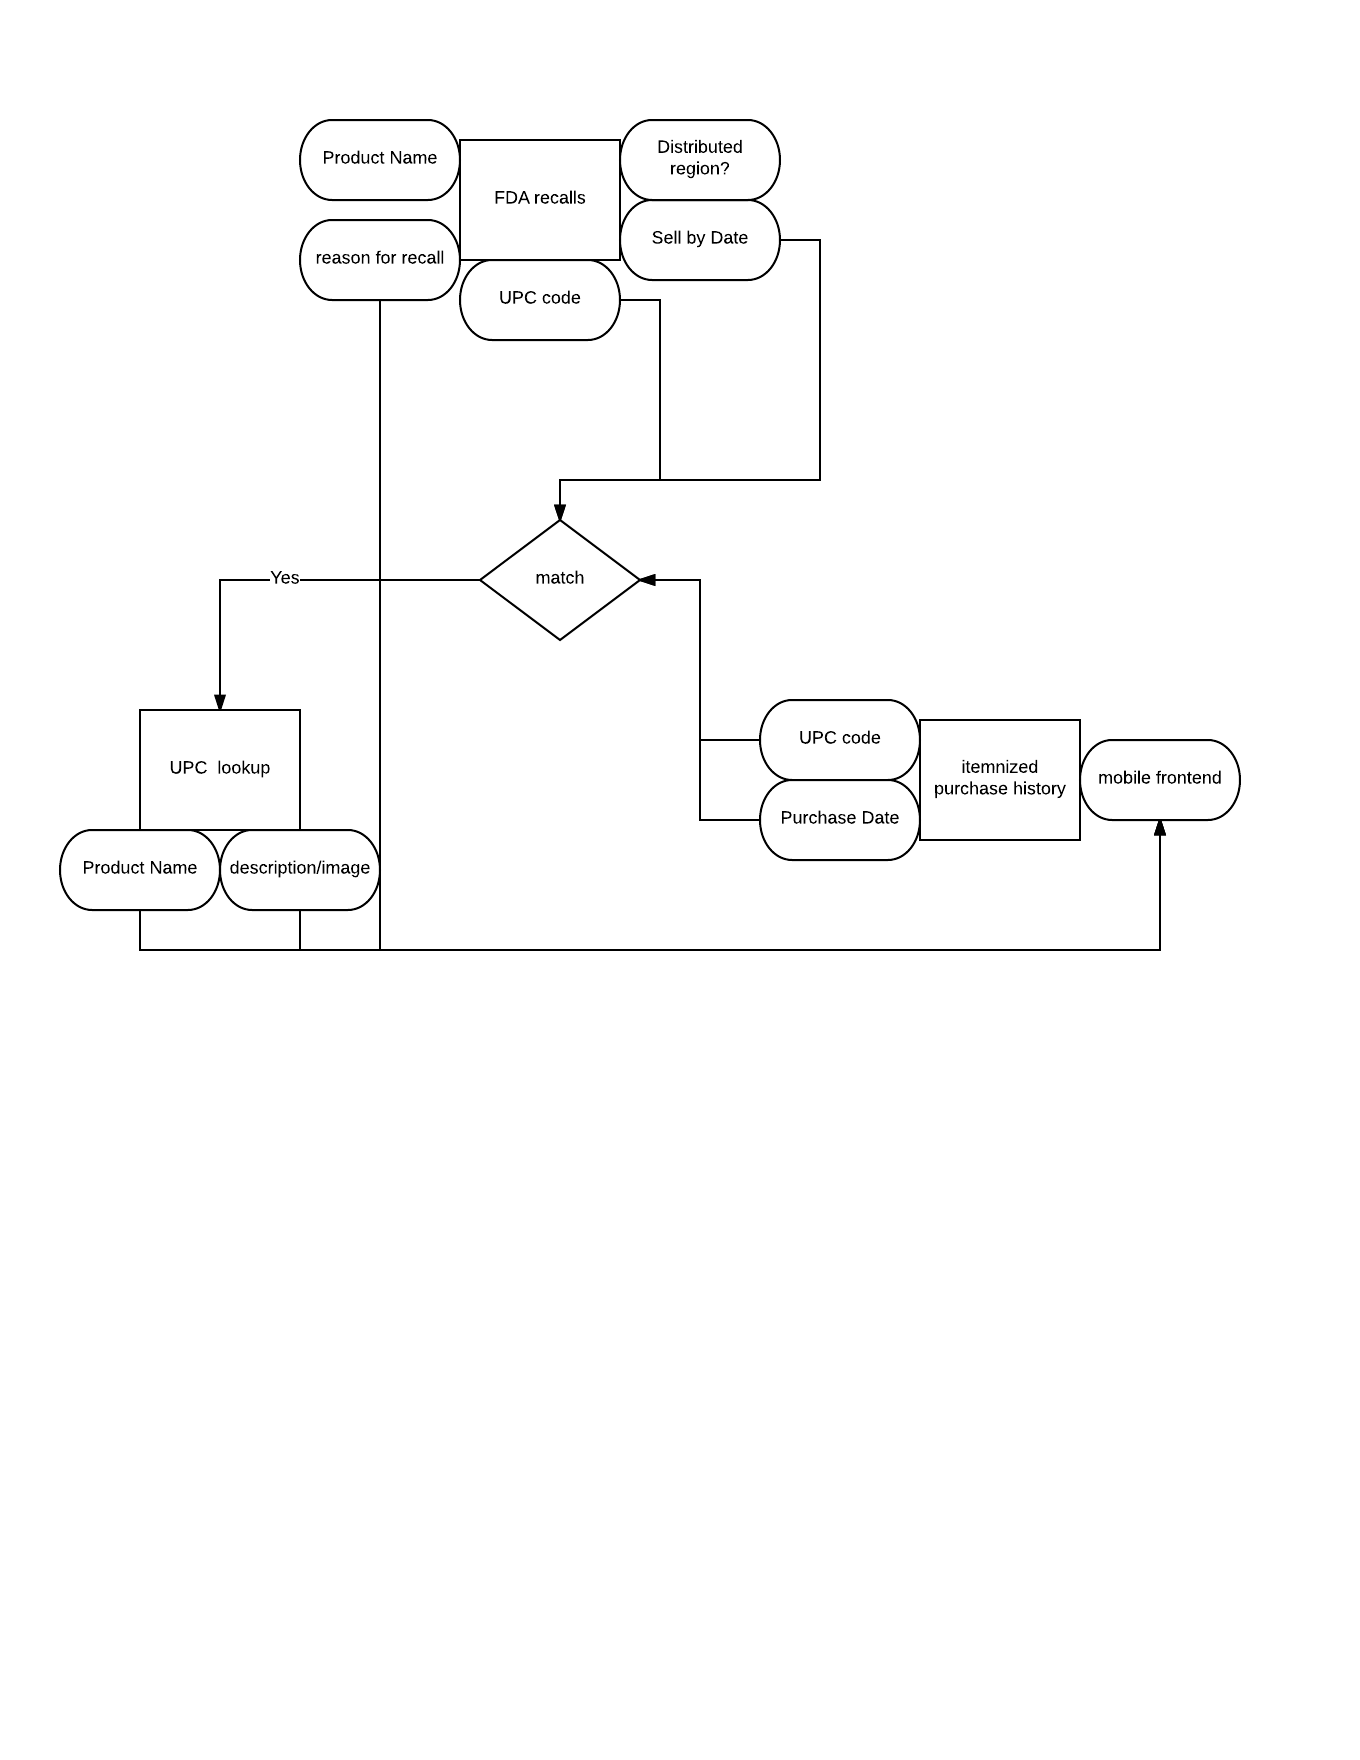 Product Name
FDA recalls
Distributed
region?
reason for recall
Sell by Date
UPC code
match
Yes
UPC  lookup
Product Name
description/image
UPC code
Purchase Date
itemnized
purchase history
mobile frontend